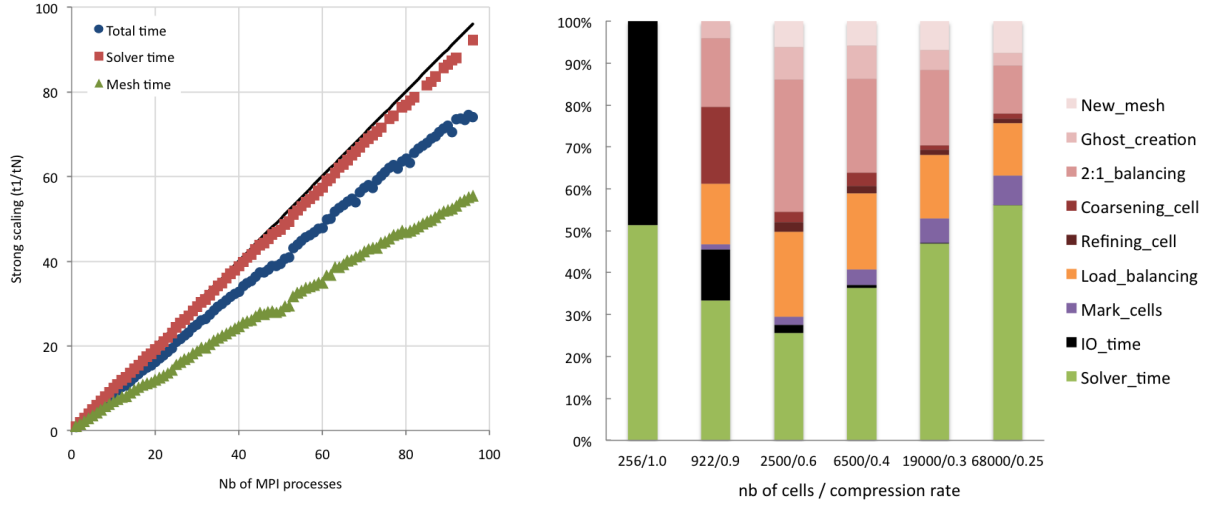 100
80
60
40
20
0
0 20 40 60 80 100
Strong scaling (t1/tN)
Nb of MPI processes
Total time
Solver time
Mesh time
100%
90%
80%
70%
60%
50%
40%
30%
20%
10%
0%
256/1.0 922/0.9 2500/0.6 6500/0.4 19000/0.3 68000/0.25
nb of cells / compression rate
New_mesh
Ghost_creation
2:1_balancing
Coarsening_cell
Refining_cell
Load_balancing
Mark_cells
IO_time
Solver_time